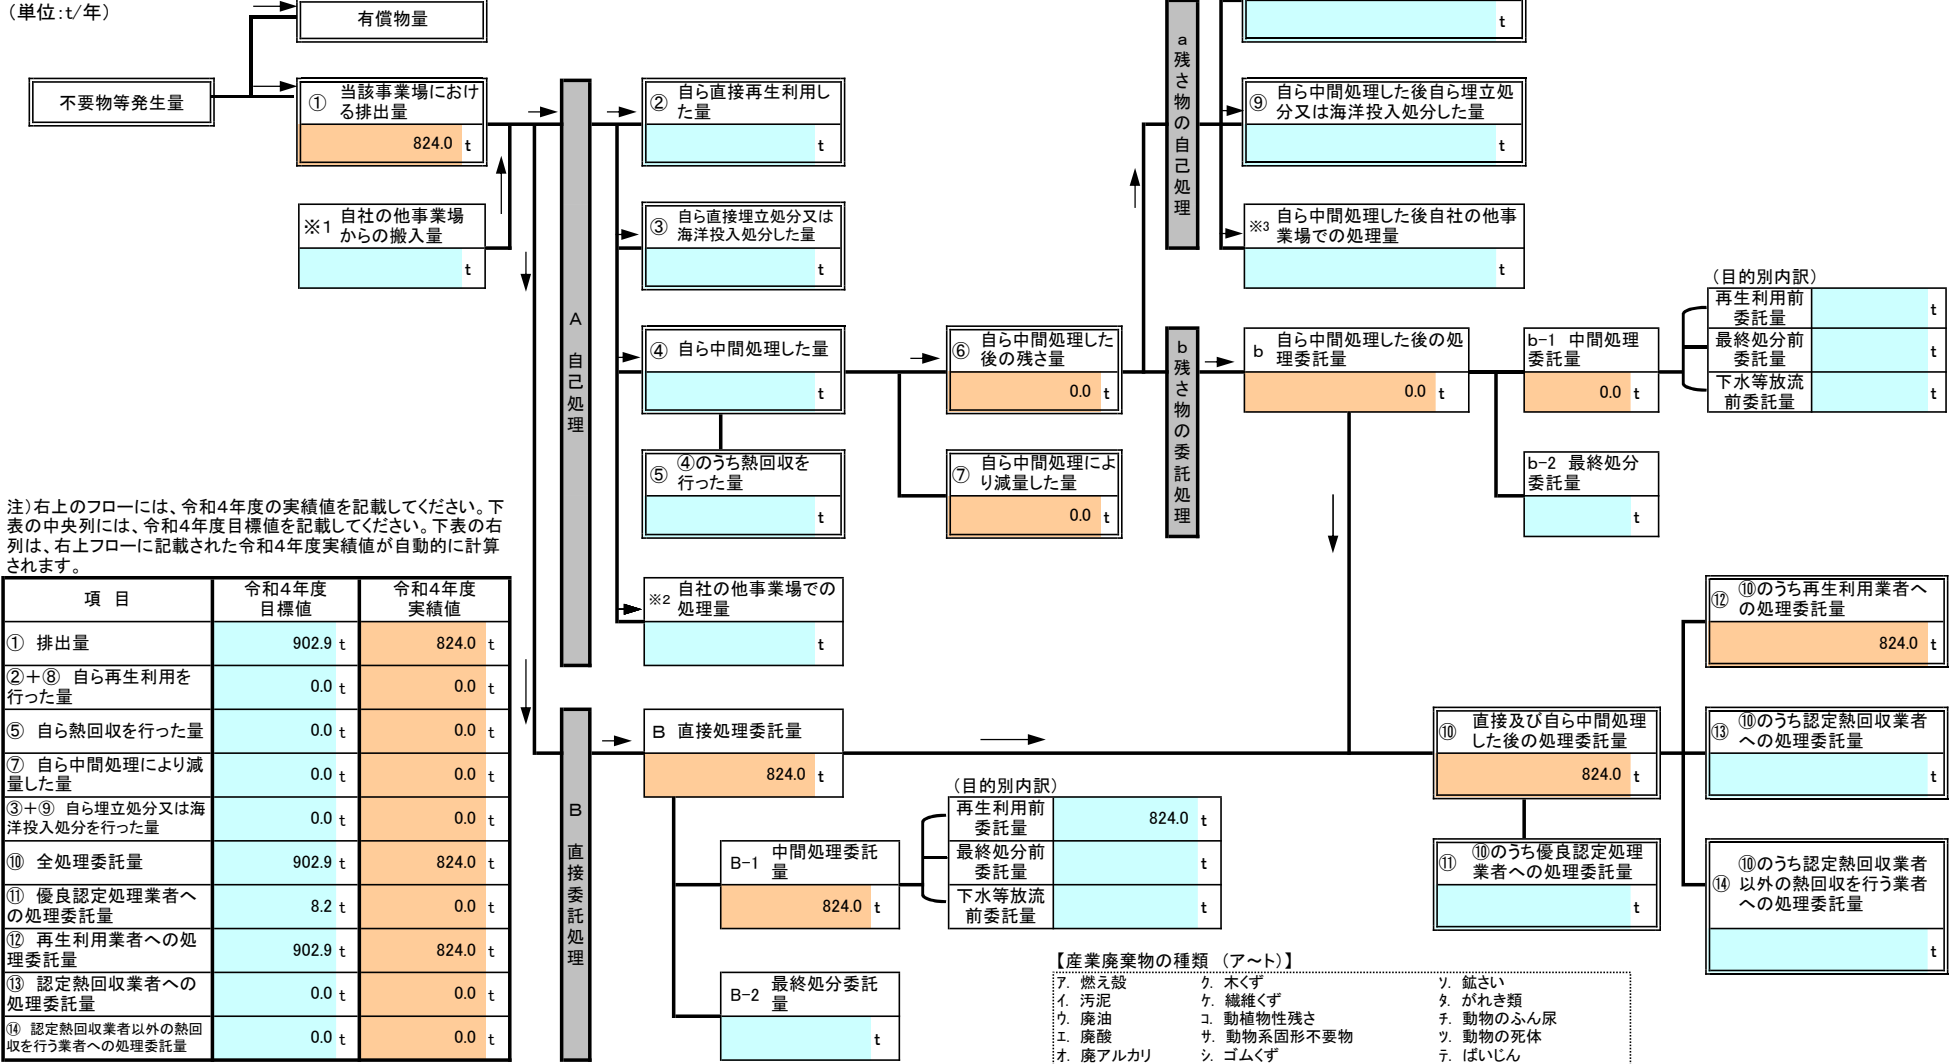 （単位：t/年）
有償物量
t
不要物等発生量
① 当該事業場におけ
る排出量
824.0 t
※1 自社の他事業場
からの搬入量
t
A
自
己
処
理
② 自ら直接再生利用し
た量
t
③ 自ら直接埋立処分又は
海洋投入処分した量
t
④ 自ら中間処理した量
t
⑤ ④のうち熱回収を
行った量
t
※2 自社の他事業場での
処理量
t
⑥ 自ら中間処理した
後の残さ量
0.0 t
⑦ 自ら中間処理によ
り減量した量
0.0 t
a
残
さ
物
の
自
己
処
理
⑨ 自ら中間処理した後自ら埋立処
分又は海洋投入処分した量
t
※3 自ら中間処理した後自社の他事
業場での処理量
t
b
残
さ
物
の
委
託
処
理
b 自ら中間処理した後の処
理委託量
0.0 t
b-1 中間処理
委託量
0.0 t
b-2 最終処分
委託量
t
（目的別内訳）
再生利用前
委託量 t
最終処分前
委託量 t
下水等放流
前委託量 t
注）右上のフローには、令和４年度の実績値を記載してください。下
表の中央列には、令和４年度目標値を記載してください。下表の右
列は、右上フローに記載された令和４年度実績値が自動的に計算
されます。
項 目 令和４年度
目標値 令和４年度
実績値
① 排出量 902.9 t 824.0 t
②＋⑧ 自ら再生利用を
行った量 0.0 t 0.0 t
⑤ 自ら熱回収を行った量 0.0 t 0.0 t
⑦ 自ら中間処理により減
量した量 0.0 t 0.0 t
③＋⑨ 自ら埋立処分又は海
洋投入処分を行った量 0.0 t 0.0 t
⑩ 全処理委託量 902.9 t 824.0 t
⑪ 優良認定処理業者へ
の処理委託量 8.2 t 0.0 t
⑫ 再生利用業者への処
理委託量 902.9 t 824.0 t
⑬ 認定熱回収業者への
処理委託量 0.0 t 0.0 t
⑭ 認定熱回収業者以外の熱回
収を行う業者への処理委託量 0.0 t 0.0 t
B
直
接
委
託
処
理
B 直接処理委託量
824.0 t
B-1 中間処理委託
量
824.0 t
B-2 最終処分委託
量
t
（目的別内訳）
再生利用前
委託量 824.0 t
最終処分前
委託量 t
下水等放流
前委託量 t
⑩ 直接及び自ら中間処理
した後の処理委託量
824.0 t
⑪ ⑩のうち優良認定処理
業者への処理委託量
t
⑫ ⑩のうち再生利用業者へ
の処理委託量
824.0 t
⑬ ⑩のうち認定熱回収業者
への処理委託量
t
⑭ ⑩のうち認定熱回収業者
以外の熱回収を行う業者
への処理委託量
t
【産業廃棄物の種類 （ア～ト）】
ア. 燃え殻 ク. 木くず ソ. 鉱さい
イ. 汚泥 ケ. 繊維くず タ. がれき類
ウ. 廃油 コ. 動植物性残さ チ. 動物のふん尿
エ. 廃酸 サ. 動物系固形不要物 ツ. 動物の死体
オ. 廃アルカリ シ. ゴムくず テ. ばいじん